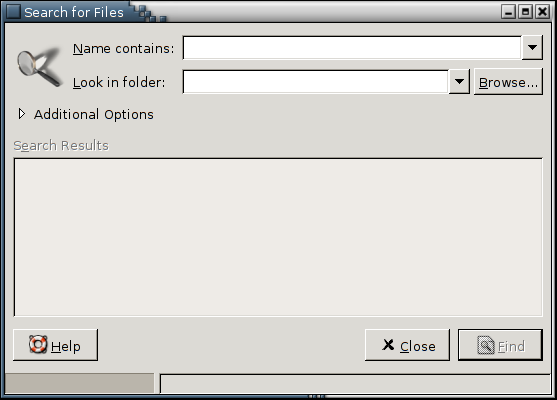 Search for Files
Name contains:
Look in folder:
Browse...
Additional Options
Search Results
Help
Close
Find